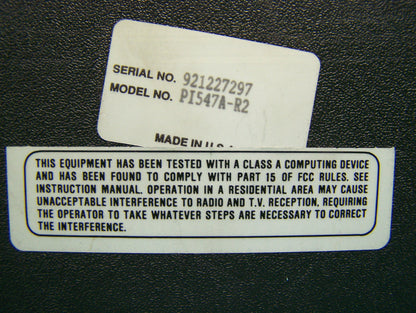 SERIAL NO. 921227297
MODEL NO. PI547A-R2
MADE IN U.S.A
THIS EQUIPMENT HAS BEEN TESTED WITH A CLASS A COMPUTING DEVICE
AND HAS BEEN FOUND TO COMPLY WITH PART 15 OF FCC RULES. SEE
INSTRUCTION MANUAL. OPERATION IN A RESIDENTIAL AREA MAY CAUSE
UNACCEPTABLE INTERFERENCE TO RADIO AND T.V. RECEPTION, REQUIRING
THE OPERATOR TO TAKE WHATEVER STEPS ARE NECESSARY TO CORRECT
THE INTERFERENCE.